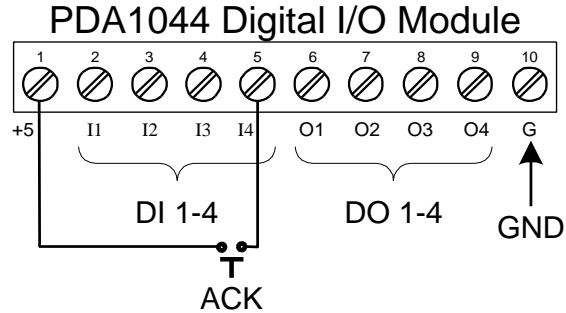 PDA1044 Digital I/O Module
1 2 3 4 5 6 7 8 9 10
+5 I1 I2 I3 I4 O1 O2 O3 O4 G
DI 1-4 DO 1-4 GND
ACK